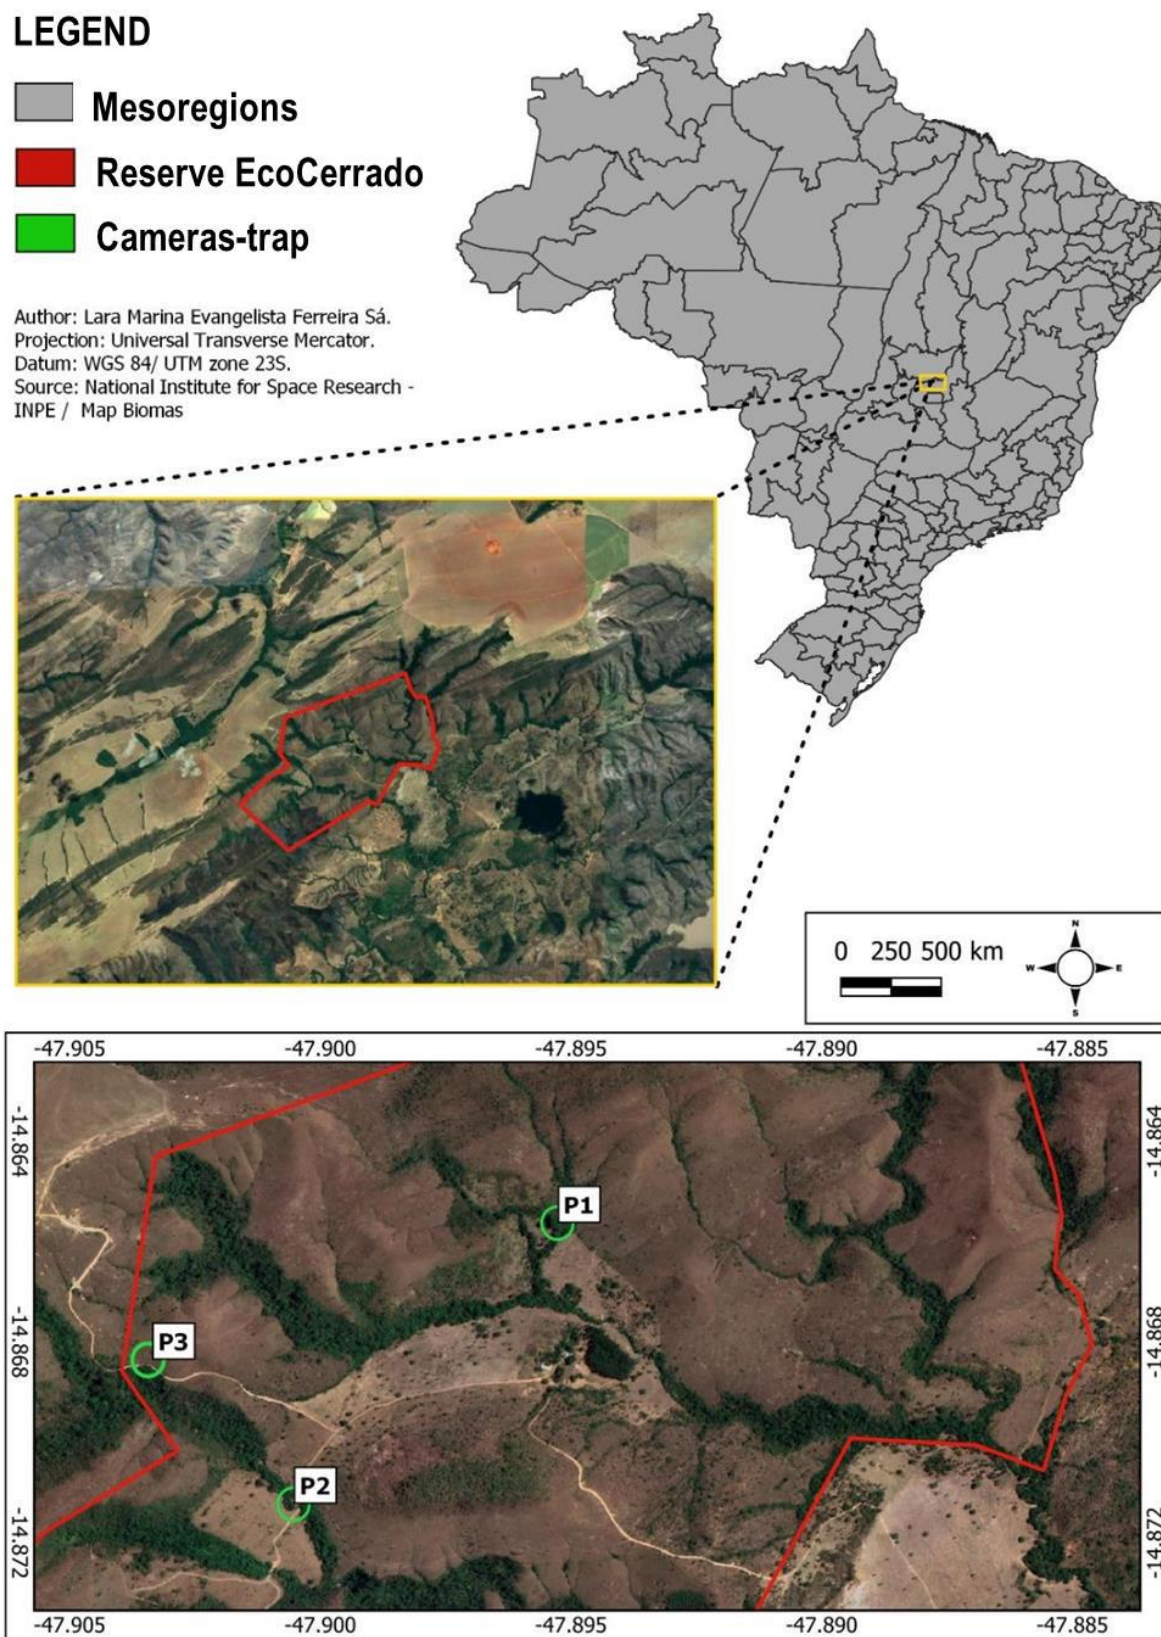 LEGEND
Mesoregions
Reserve EcoCerrado
Cameras-trap
Author: Lara Marina Evangelista Ferreira Sá.
Projection: Universal Transverse Mercator.
Datum: WGS 84/ UTM zone 23S.
Source: National Institute for Space Research -
INPE / Map Biomas
0 250 500 km
N
W E
S
-47.905 -47.900 -47.895 -47.890 -47.885
-14.864 -14.864
P1
-14.868 -14.868
P3
P2
-14.872 -14.872
-47.905 -47.900 -47.895 -47.890 -47.885